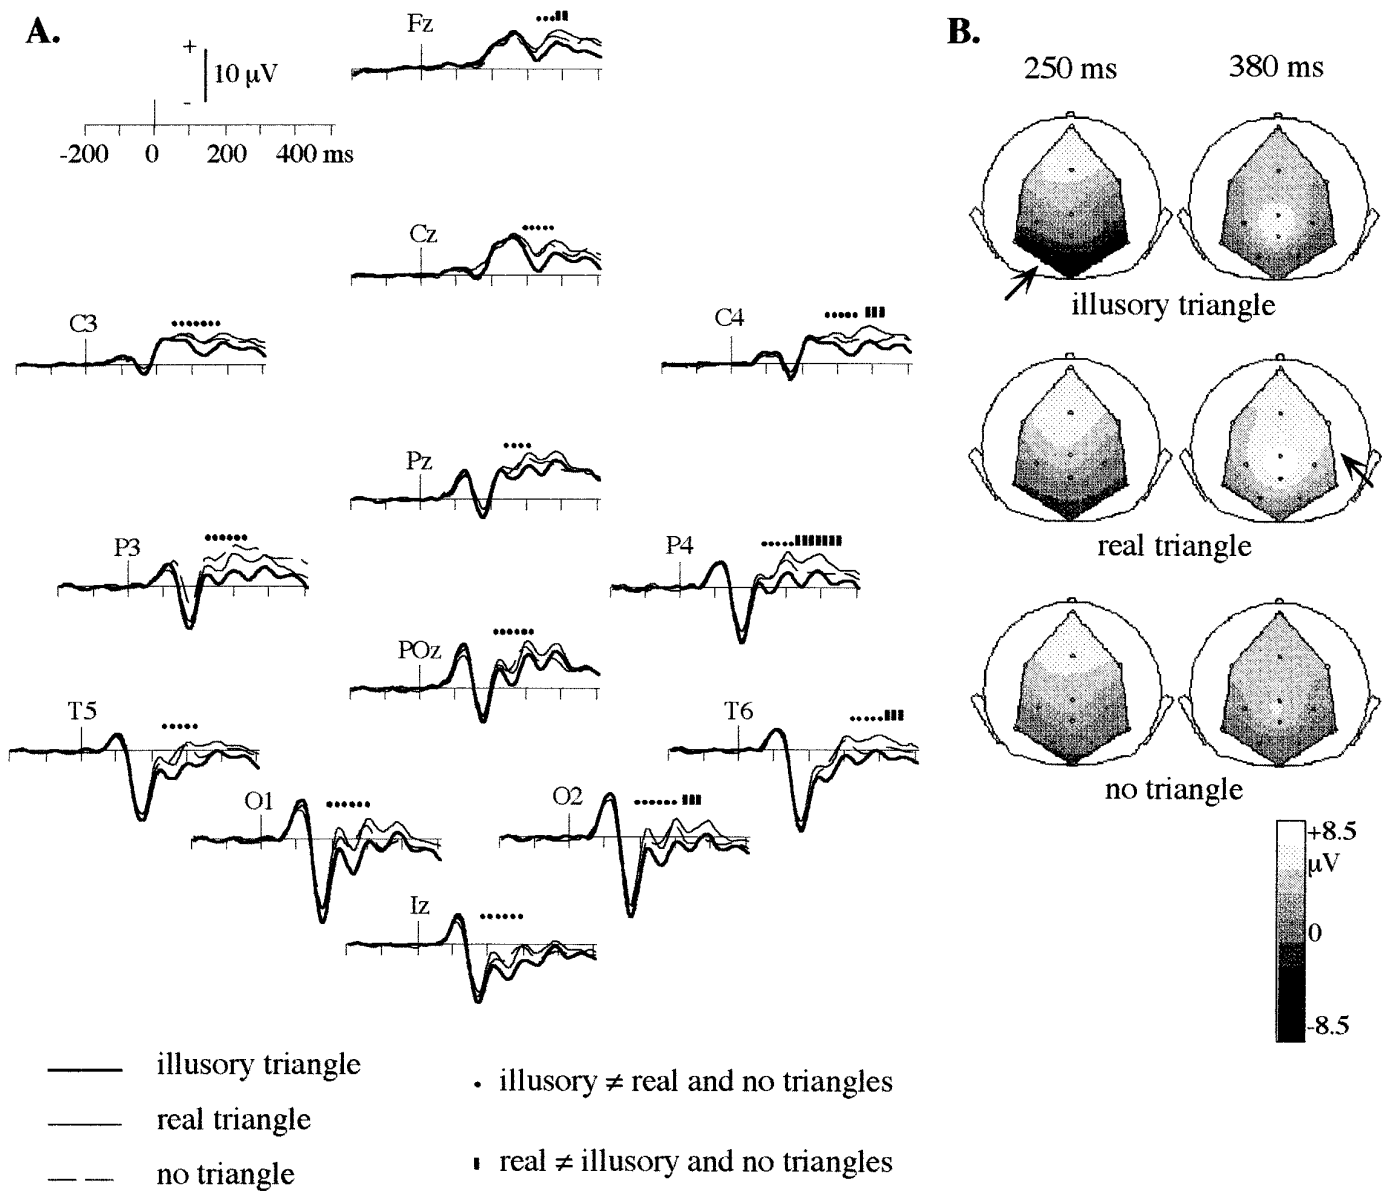 A.
+
10 μV
-
-200 0 200 400 ms
Fz
Cz
C3
C4
Pz
P3
P4
POz
T5
T6
O1
O2
Iz
illusory triangle
real triangle
no triangle
• illusory ≠ real and no triangles
▮ real ≠ illusory and no triangles
B.
250 ms 380 ms
illusory triangle
real triangle
no triangle
+8.5
μV
0
-8.5